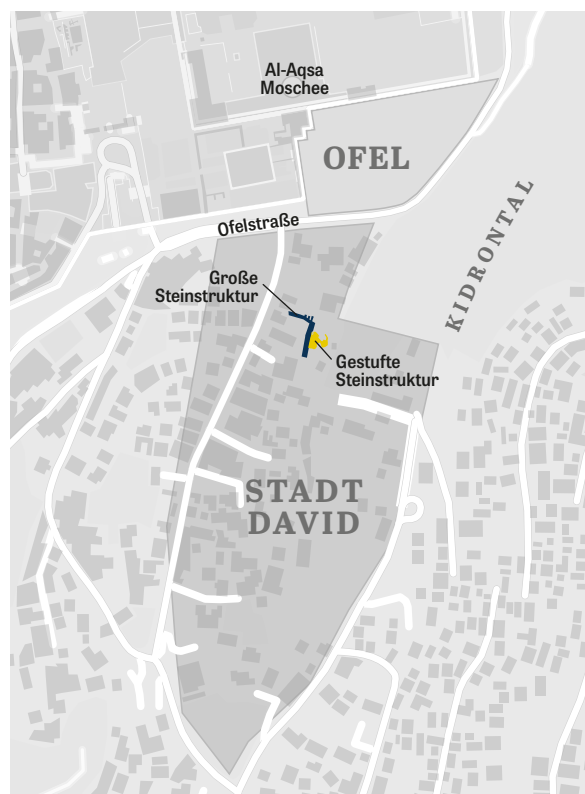 Al-Aqsa
Moschee
OFEL
Ofelstraße
KIDRONTAL
Große
Steinstruktur
Gestufte
Steinstruktur
STADT
DAVID